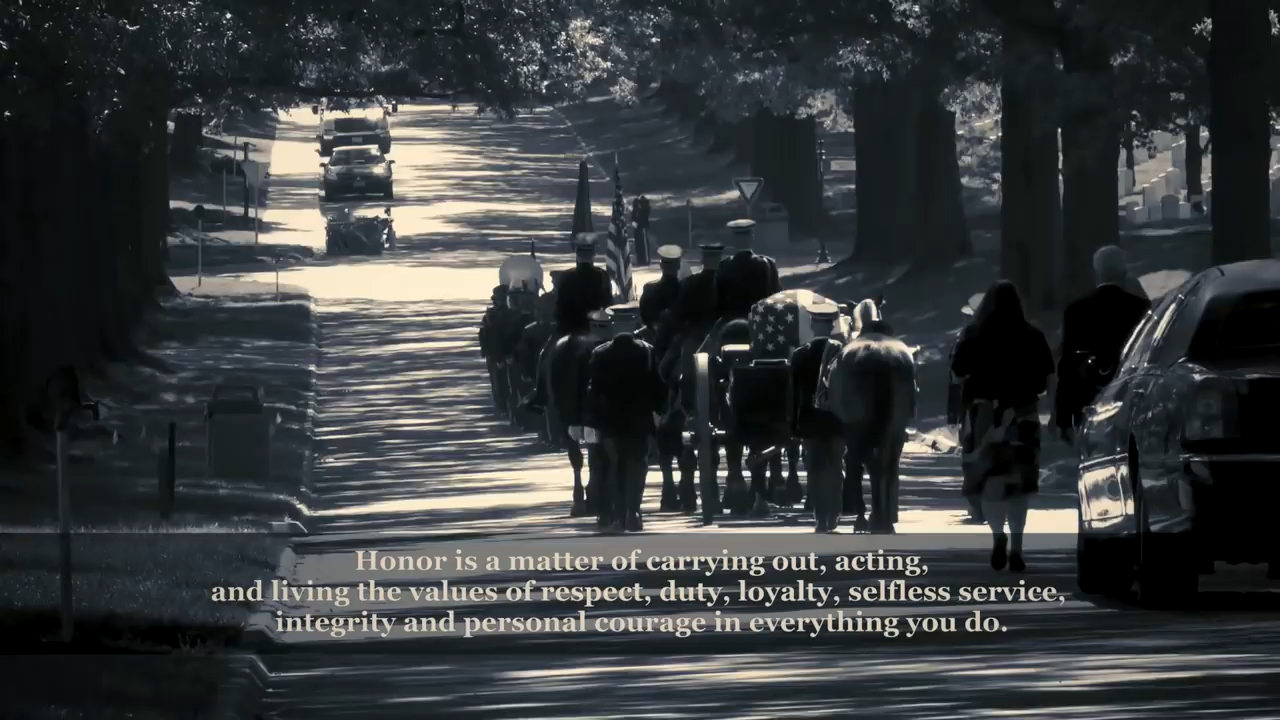 Honor is a matter of carrying out, acting,
and living the values of respect, duty, loyalty, selfless service,
integrity and personal courage in everything you do.